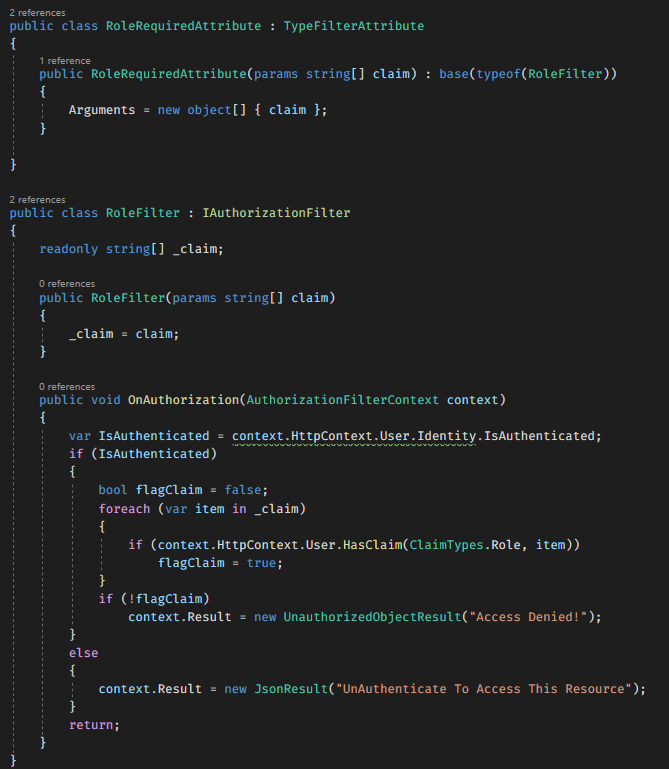 2 references
public class RoleRequiredAttribute : TypeFilterAttribute
{
1 reference
public RoleRequiredAttribute(params string[] claim) : base(typeof(RoleFilter))
{
Arguments = new object[] { claim };
}
}
2 references
public class RoleFilter : IAuthorizationFilter
{
readonly string[] _claim;
0 references
public RoleFilter(params string[] claim)
{
_claim = claim;
}
0 references
public void OnAuthorization(AuthorizationFilterContext context)
{
var IsAuthenticated = context.HttpContext.User.Identity.IsAuthenticated;
if (IsAuthenticated)
{
bool flagClaim = false;
foreach (var item in _claim)
{
if (context.HttpContext.User.HasClaim(ClaimTypes.Role, item))
flagClaim = true;
}
if (!flagClaim)
context.Result = new UnauthorizedObjectResult("Access Denied!");
}
else
{
context.Result = new JsonResult("UnAuthenticate To Access This Resource");
}
return;
}
}